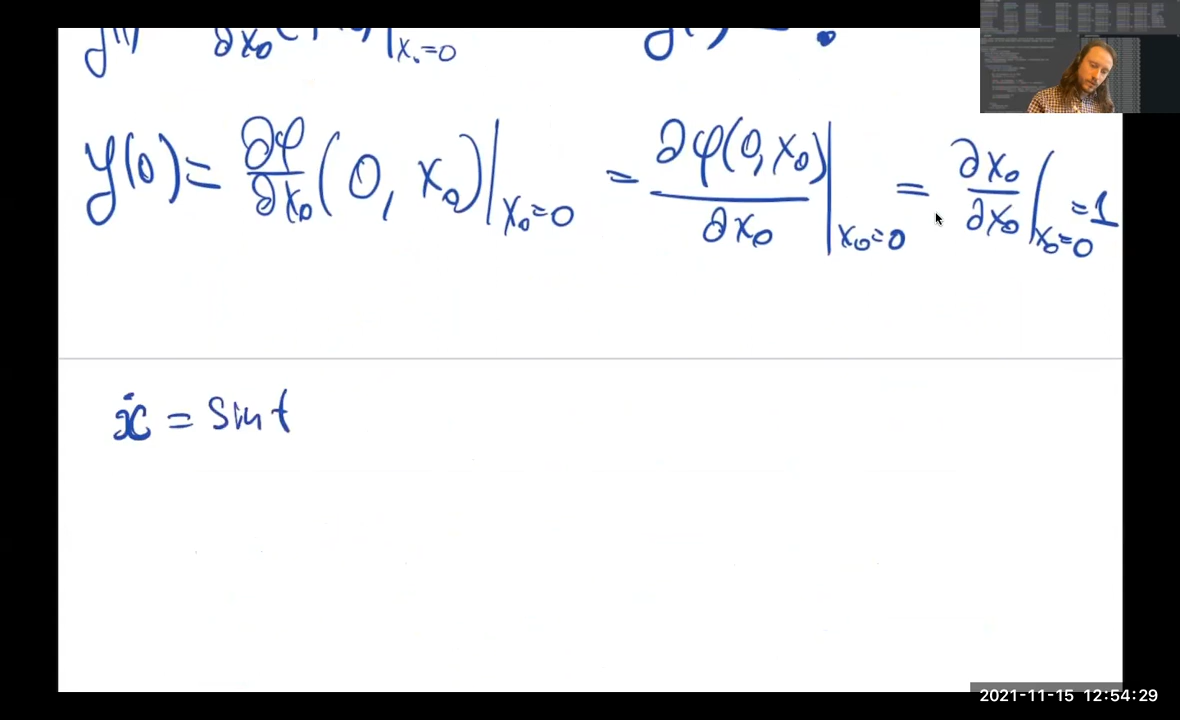 y(0) = ∂φ/∂x₀ (0, x₀)|ₓ₀₌₀ = ∂φ(0, x₀)/∂x₀ |ₓ₀₌₀ = ∂x₀/∂x₀ |ₓ₀₌₀ = 1
ẋ = sin t
2021-11-15 12:54:29